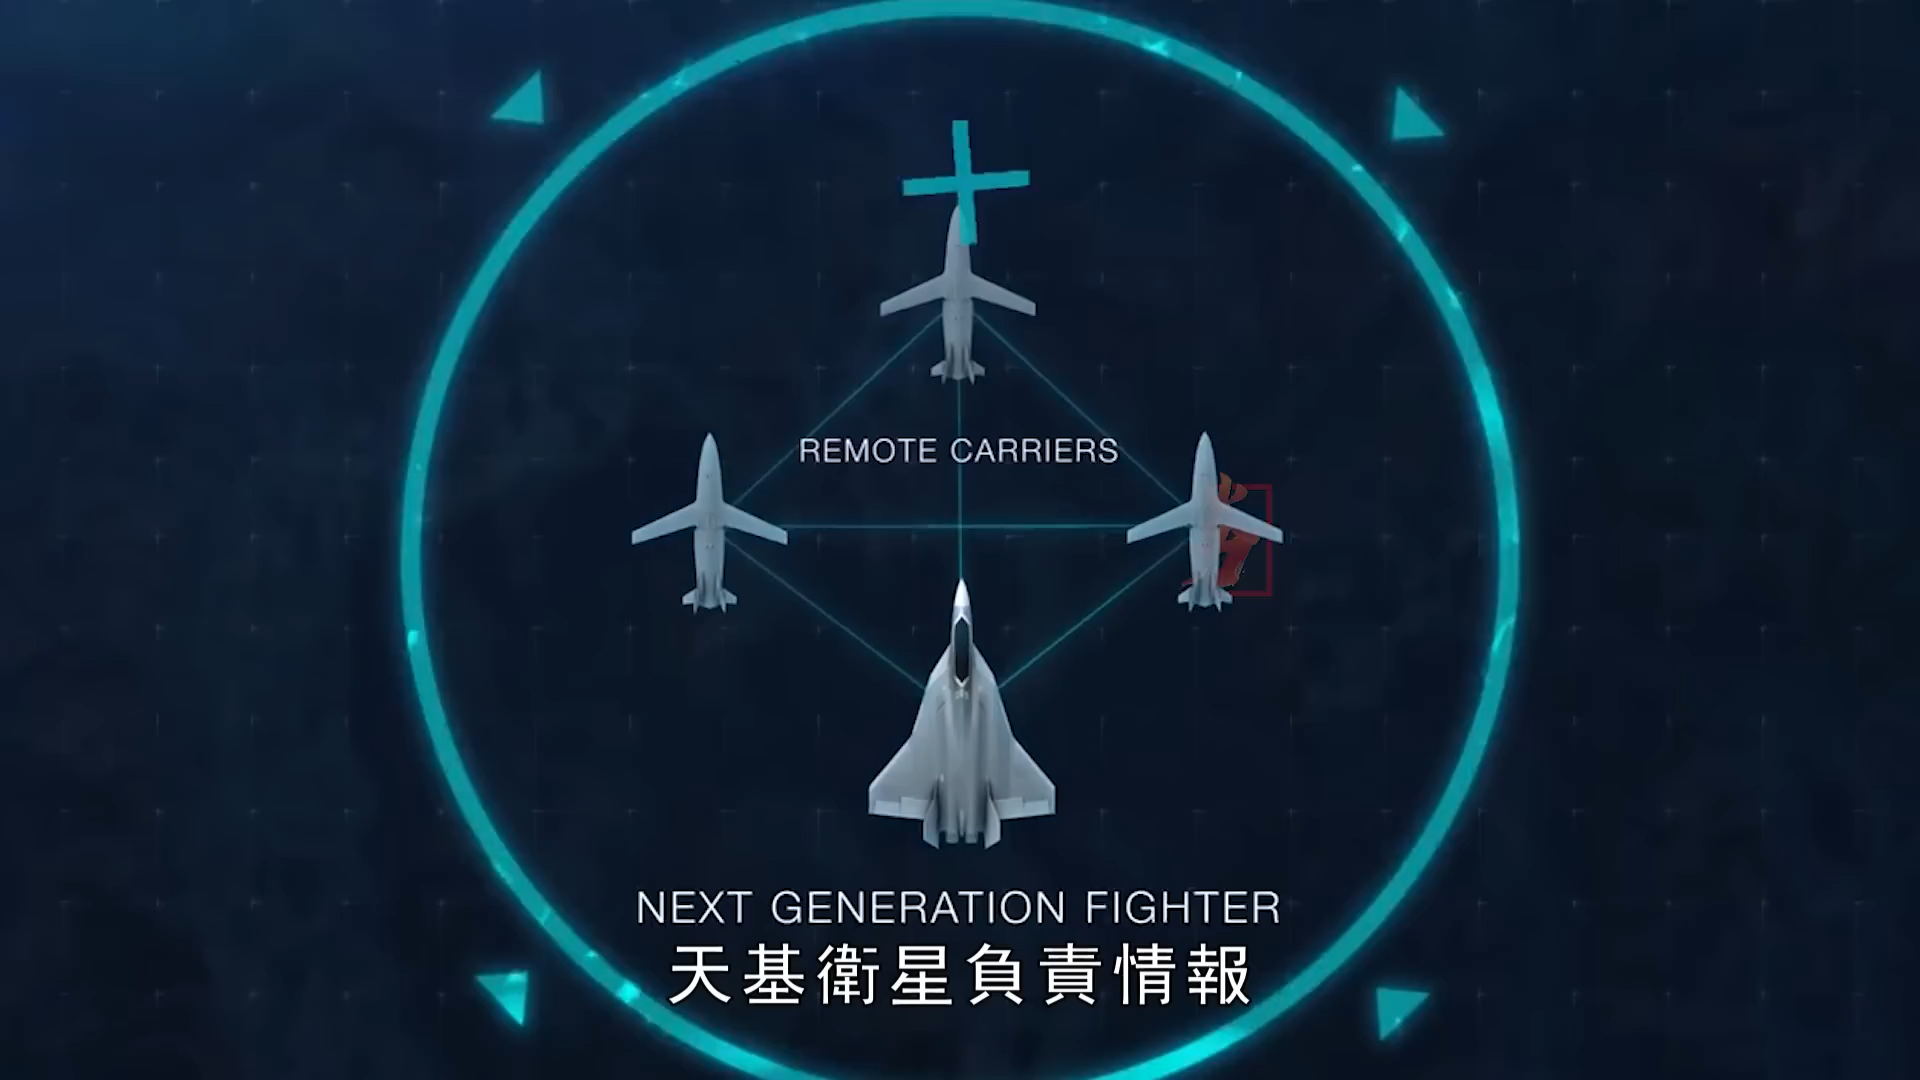 REMOTE CARRIERS
NEXT GENERATION FIGHTER
天基衛星負責情報